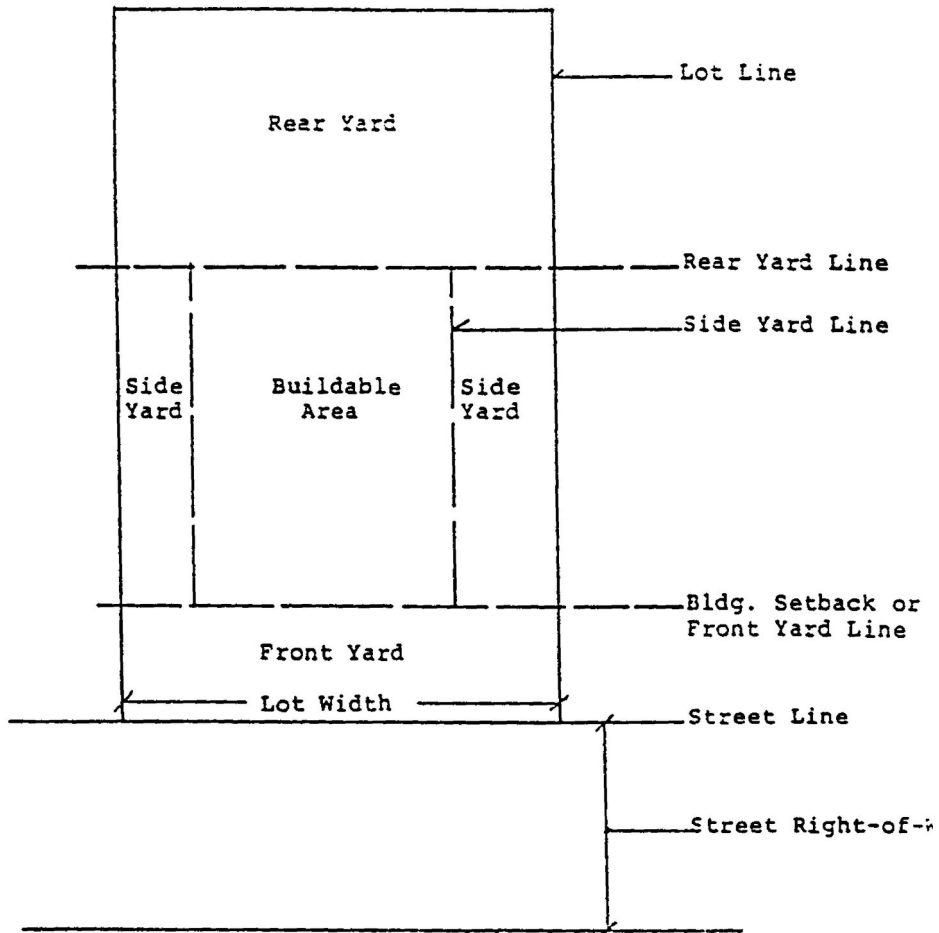 Lot Line
Rear Yard
Rear Yard Line
Side Yard Line
Side
Yard
Buildable
Area
Side
Yard
Bldg. Setback or
Front Yard Line
Front Yard
Lot Width
Street Line
Street Right-of-